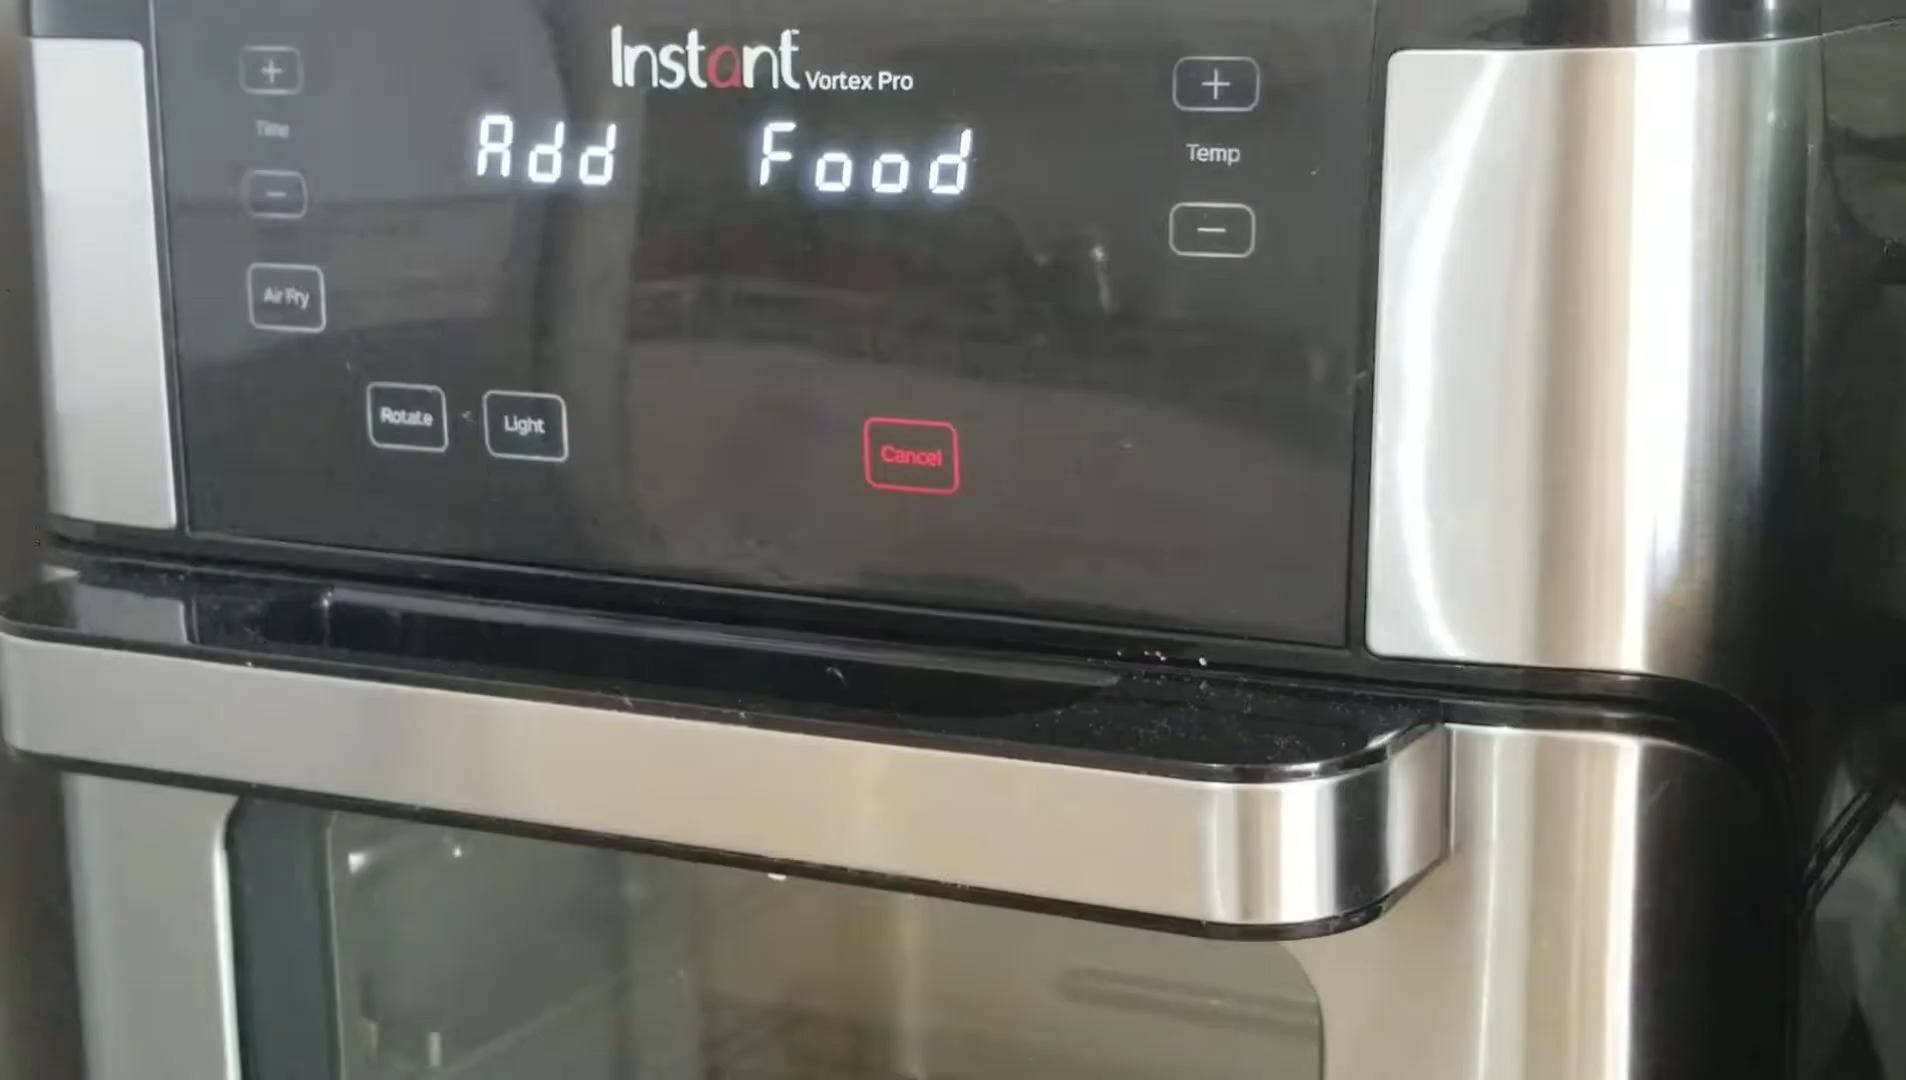 Instant Vortex Pro
+
Time
−
Add Food
+
Temp
−
Air Fry
Rotate < Light
Cancel